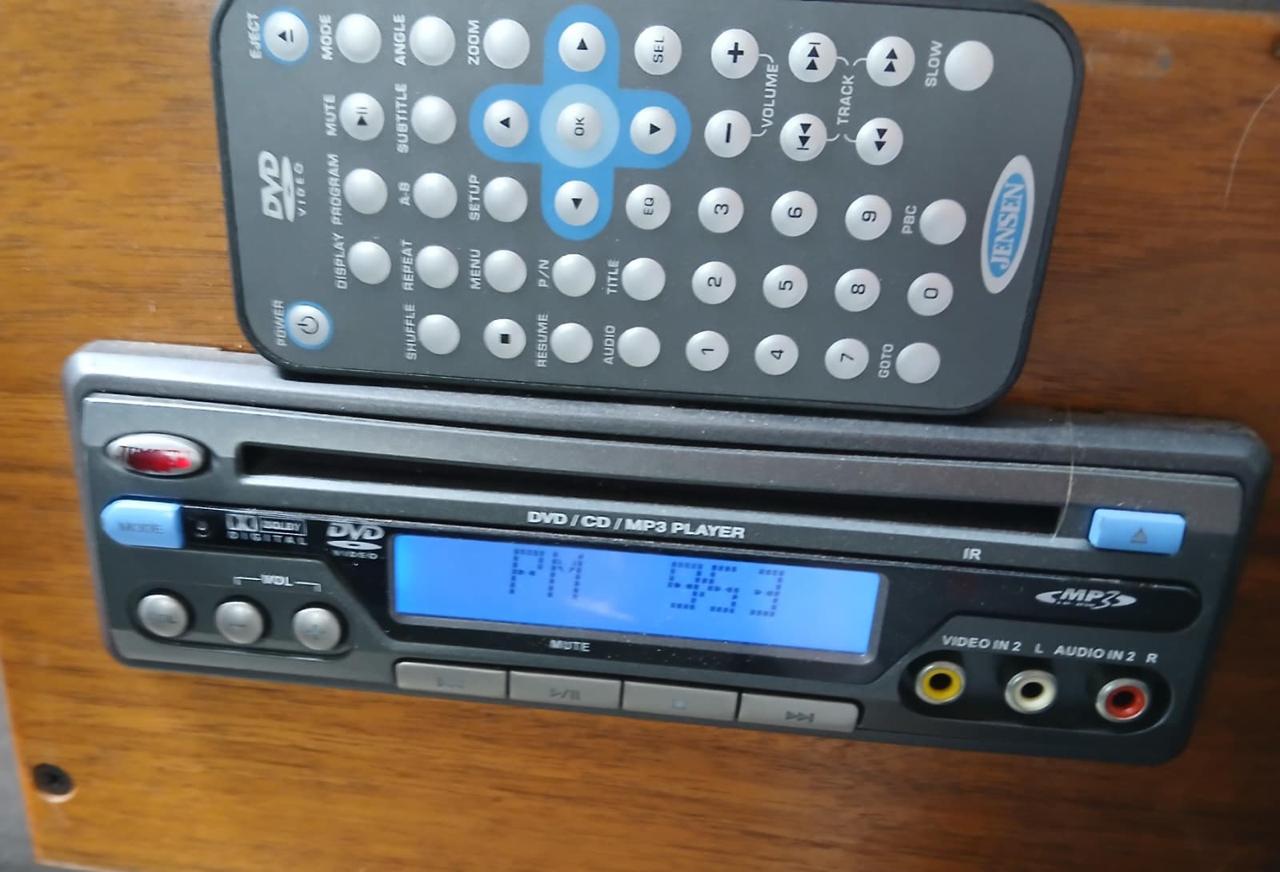 POWER
DVD
VIDEO
EJECT
DISPLAY PROGRAM MUTE MODE
SHUFFLE REPEAT A-B SUBTITLE ANGLE
MENU SETUP ZOOM
RESUME P/N OK
AUDIO TITLE EQ SEL
1 2 3 − +
VOLUME
4 5 6
TRACK
7 8 9
GOTO 0 PBC SLOW
JENSEN
DVD / CD / MP3 PLAYER
MODE
DOLBY
DIGITAL
DVD
VIDEO
IR
MP3
PM
VOL
− +
MUTE
VIDEO IN 2 L AUDIO IN 2 R